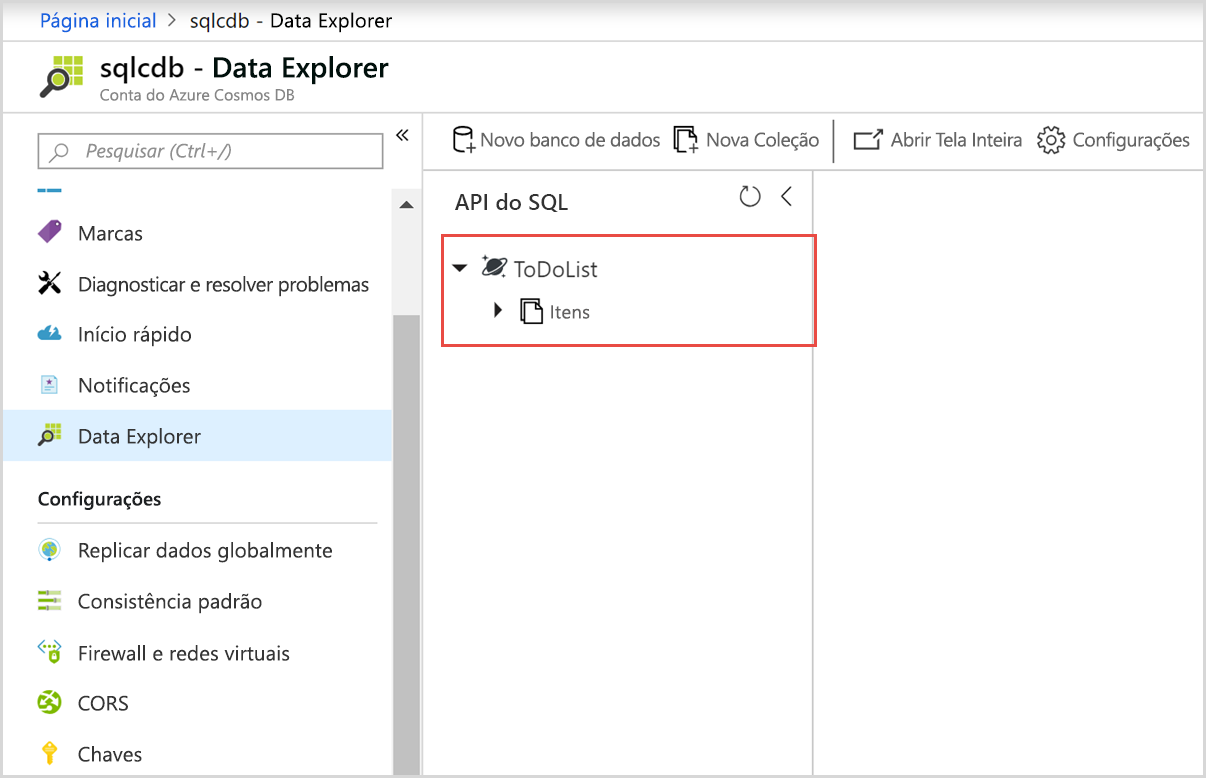 Página inicial > sqlcdb - Data Explorer
sqlcdb - Data Explorer
Conta do Azure Cosmos DB
Pesquisar (Ctrl+/)
«
Marcas
Diagnosticar e resolver problemas
Início rápido
Notificações
Data Explorer
Configurações
Replicar dados globalmente
Consistência padrão
Firewall e redes virtuais
CORS
Chaves
Novo banco de dados
Nova Coleção
Abrir Tela Inteira
Configurações
API do SQL
ToDoList
Itens